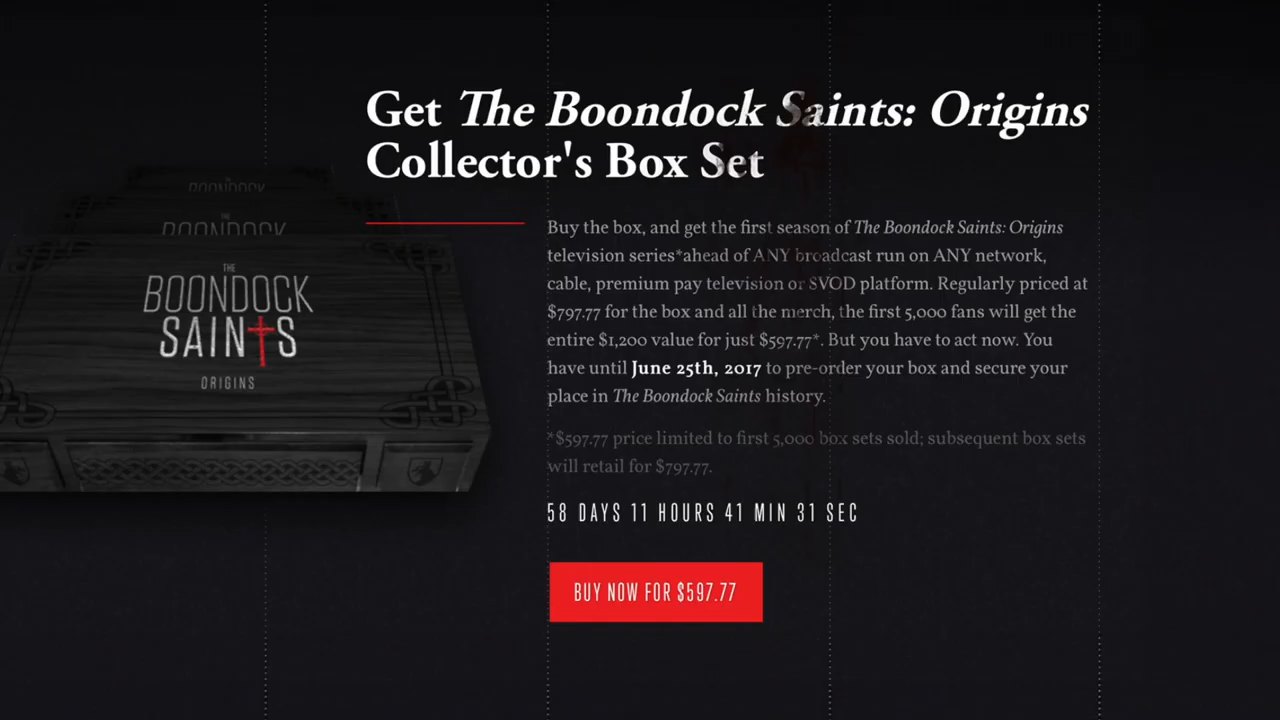 Get The Boondock Saints: Origins
Collector's Box Set
BOONDOCK
THE
BOONDOCK
THE
BOONDOCK
SAINTS
ORIGINS
Buy the box, and get the first season of The Boondock Saints: Origins
television series*ahead of ANY broadcast run on ANY network,
cable, premium pay television or SVOD platform. Regularly priced at
$797.77 for the box and all the merch, the first 5,000 fans will get the
entire $1,200 value for just $597.77*. But you have to act now. You
have until June 25th, 2017 to pre-order your box and secure your
place in The Boondock Saints history.
*$597.77 price limited to first 5,000 box sets sold; subsequent box sets
will retail for $797.77.
58 DAYS 11 HOURS 41 MIN 31 SEC
BUY NOW FOR $597.77